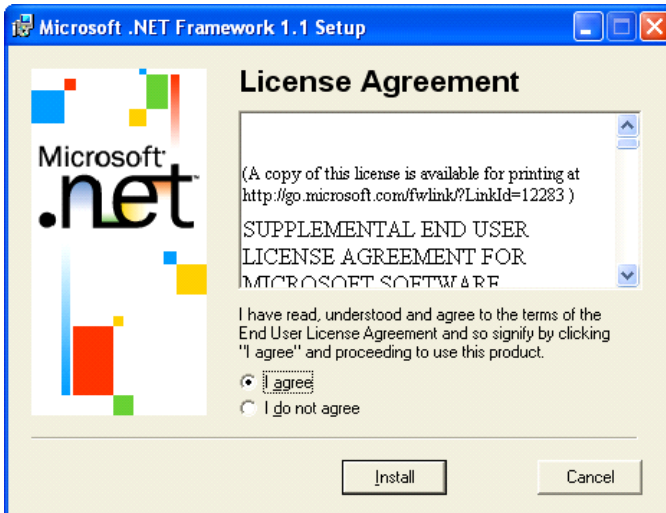 Microsoft .NET Framework 1.1 Setup
Microsoft
.net
License Agreement
(A copy of this license is available for printing at
http://go.microsoft.com/fwlink/?LinkId=12283 )
SUPPLEMENTAL END USER
LICENSE AGREEMENT FOR
MICROSOFT SOFTWARE
I have read, understood and agree to the terms of the
End User License Agreement and so signify by clicking
"I agree" and proceeding to use this product.
I agree
I do not agree
Install
Cancel